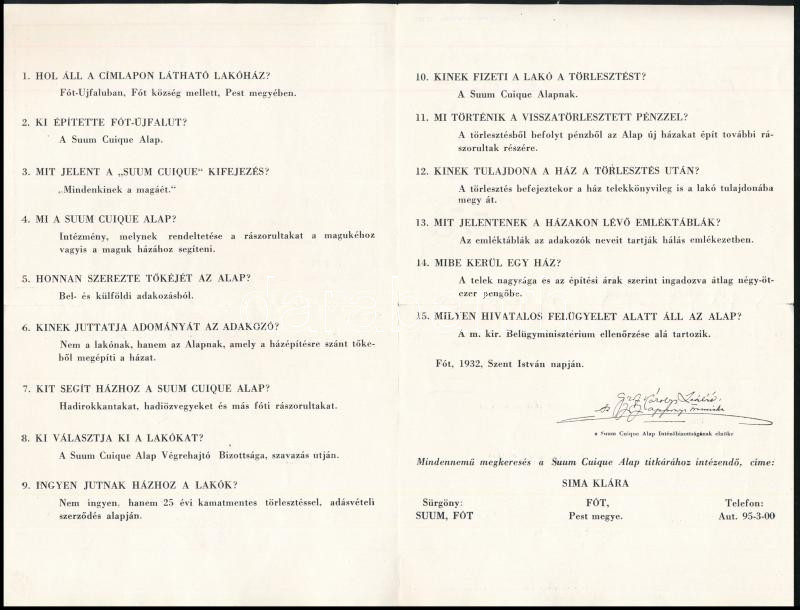 1. HOL ÁLL A CÍMLAPON LÁTHATÓ LAKÓHÁZ?
Fót-Ujfaluban, Fót község mellett, Pest megyében.
2. KI ÉPÍTETTE FÓT-ÚJFALUT?
A Suum Cuique Alap.
3. MIT JELENT A „SUUM CUIQUE“ KIFEJEZÉS?
„Mindenkinek a magáét.“
4. MI A SUUM CUIQUE ALAP?
Intézmény, melynek rendeltetése a rászorultakat a magukéhoz
vagyis a maguk házához segíteni.
5. HONNAN SZEREZTE TŐKÉJÉT AZ ALAP?
Bel- és külföldi adakozásból.
6. KINEK JUTTATJA ADOMÁNYÁT AZ ADAKOZÓ?
Nem a lakónak, hanem az Alapnak, amely a házépítésre szánt tőké-
ből megépíti a házat.
7. KIT SEGÍT HÁZHOZ A SUUM CUIQUE ALAP?
Hadirokkantakat, hadiözvegyeket és más fóti rászorultakat.
8. KI VÁLASZTJA KI A LAKÓKAT?
A Suum Cuique Alap Végrehajtó Bizottsága, szavazás utján.
9. INGYEN JUTNAK HÁZHOZ A LAKÓK?
Nem ingyen, hanem 25 évi kamatmentes törlesztéssel, adásvételi
szerződés alapján.
10. KINEK FIZETI A LAKÓ A TÖRLESZTÉST?
A Suum Cuique Alapnak.
11. MI TÖRTÉNIK A VISSZATÖRLESZTETT PÉNZZEL?
A törlesztésből befolyt pénzből az Alap új házakat épít további rá-
szorultak részére.
12. KINEK TULAJDONA A HÁZ A TÖRLESZTÉS UTÁN?
A törlesztés befejeztekor a ház telekkönyvileg is a lakó tulajdonába
megy át.
13. MIT JELENTENEK A HÁZAKON LÉVŐ EMLÉKTÁBLÁK?
Az emléktáblák az adakozók neveit tartják hálás emlékezetben.
14. MIBE KERÜL EGY HÁZ?
A telek nagysága és az építési árak szerint ingadozva átlag négy-öt-
ezer pengőbe.
15. MILYEN HIVATALOS FELÜGYELET ALATT ÁLL AZ ALAP?
A m. kir. Belügyminisztérium ellenőrzése alá tartozik.
Fót, 1932, Szent István napján.
Károlyi
a Suum Cuique Alap Intézőbizottságának elnöke
Mindennemű megkeresés a Suum Cuique Alap titkárához intézendő, címe:
SIMA KLÁRA
Sürgöny: FÓT, Telefon:
SUUM, FÓT Pest megye. Aut. 95-3-00